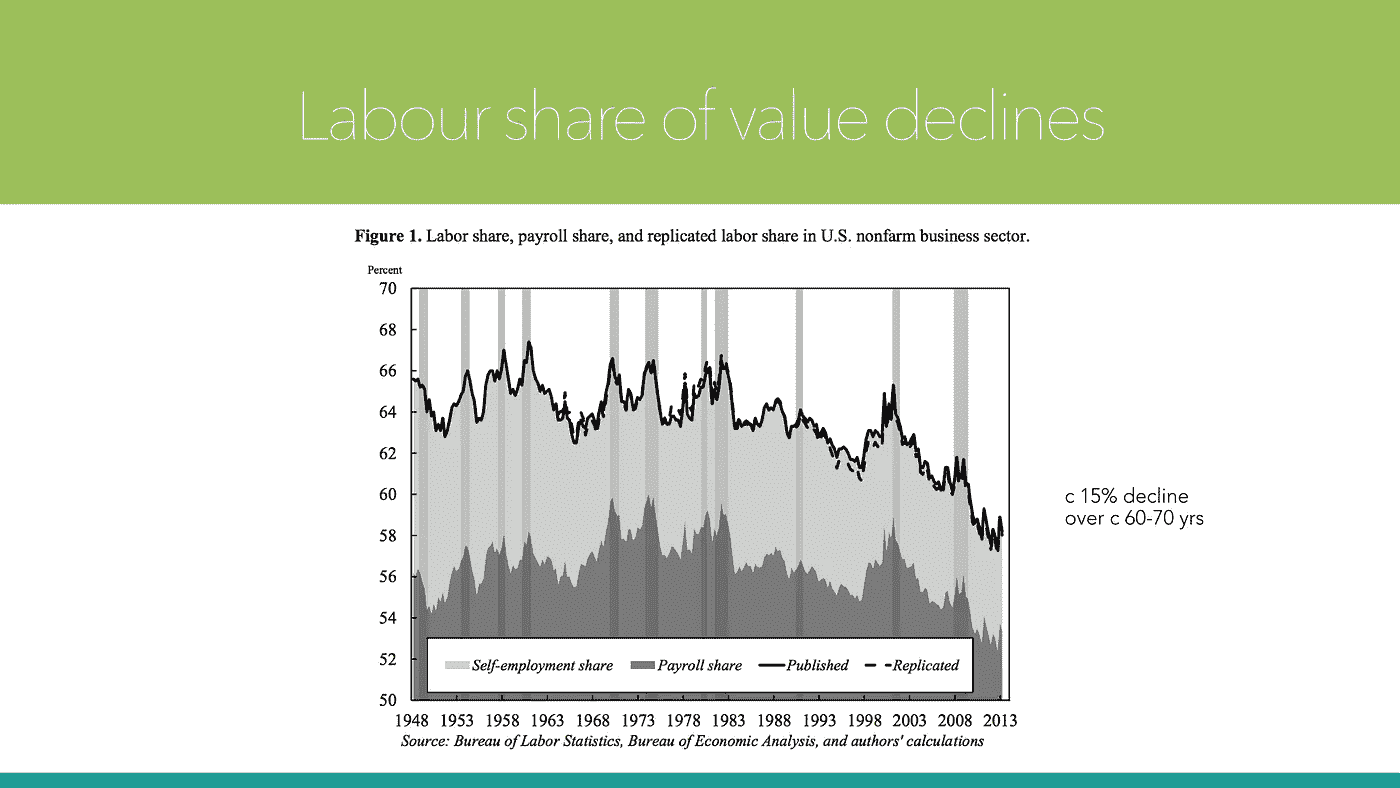 Labour share of value declines
Figure 1. Labor share, payroll share, and replicated labor share in U.S. nonfarm business sector.
Percent
70
68
66
64
62
60
58
56
54
52
50
Self-employment share Payroll share Published Replicated
1948 1953 1958 1963 1968 1973 1978 1983 1988 1993 1998 2003 2008 2013
Source: Bureau of Labor Statistics, Bureau of Economic Analysis, and authors' calculations
c 15% decline
over c 60-70 yrs